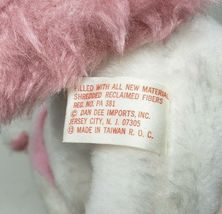 FILLED WITH ALL NEW MATERIAL
SHREDDED RECLAIMED FIBERS
REG. NO. PA 381
© DAN DEE IMPORTS, INC.
JERSEY CITY, N. J. 07305
MADE IN TAIWAN R. O. C.